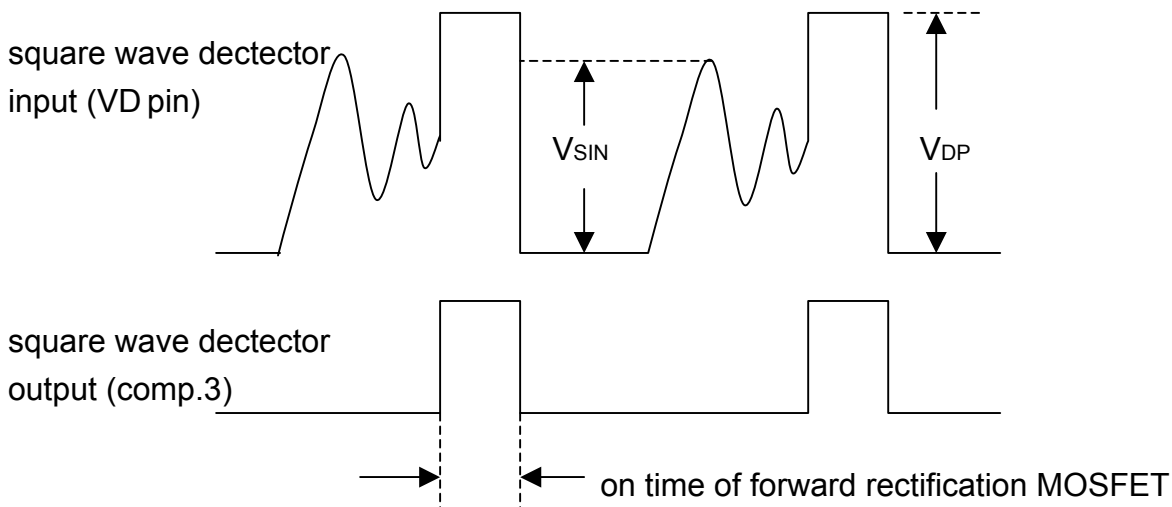 square wave dectector
input (VD pin)
VSIN
VDP
square wave dectector
output (comp.3)
on time of forward rectification MOSFET